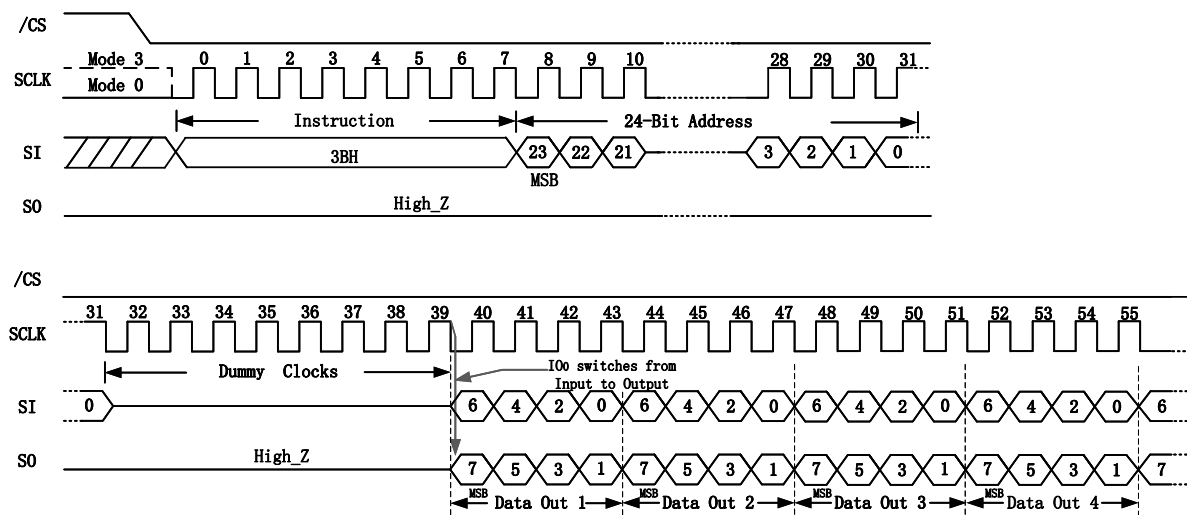 /CS
Mode 3 0 1 2 3 4 5 6 7 8 9 10 28 29 30 31
SCLK
Mode 0
Instruction 24-Bit Address
SI 3BH 23 22 21 3 2 1 0
MSB
SO High_Z
/CS
31 32 33 34 35 36 37 38 39 40 41 42 43 44 45 46 47 48 49 50 51 52 53 54 55
SCLK
Dummy Clocks IO0 switches from
Input to Output
SI 0 6 4 2 0 6 4 2 0 6 4 2 0 6 4 2 0 6
SO High_Z 7 5 3 1 7 5 3 1 7 5 3 1 7 5 3 1 7
MSB Data Out 1 MSB Data Out 2 MSB Data Out 3 MSB Data Out 4